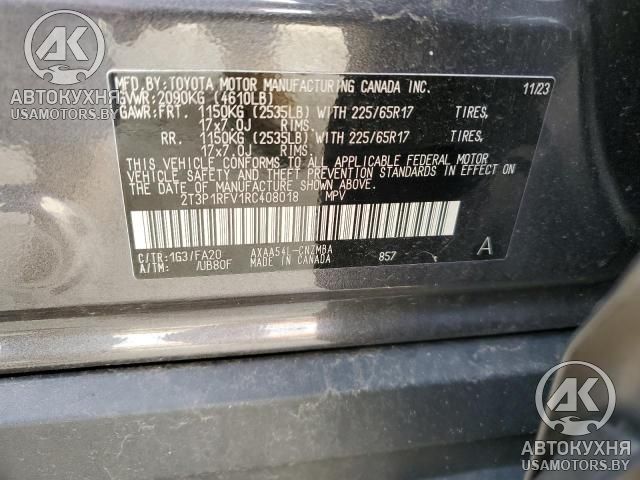 MFD.BY:TOYOTA MOTOR MANUFACTURING CANADA INC. 11/23
GVWR:2090KG (4610LB)
GAWR:FRT. 1150KG (2535LB) WITH 225/65R17 TIRES,
17x7.0J RIMS
RR. 1150KG (2535LB) WITH 225/65R17 TIRES,
17x7.0J RIMS
THIS VEHICLE CONFORMS TO ALL APPLICABLE FEDERAL MOTOR
VEHICLE SAFETY AND THEFT PREVENTION STANDARDS IN EFFECT ON
THE DATE OF MANUFACTURE SHOWN ABOVE.
2T3P1RFV1RC408018 MPV
C/TR:1G3/FA20 AXAA54L-CNZMBA 857 A
A/TM: /UB80F MADE IN CANADA
АК
АВТОКУХНЯ
USAMOTORS.BY
АК
АВТОКУХНЯ
USAMOTORS.BY